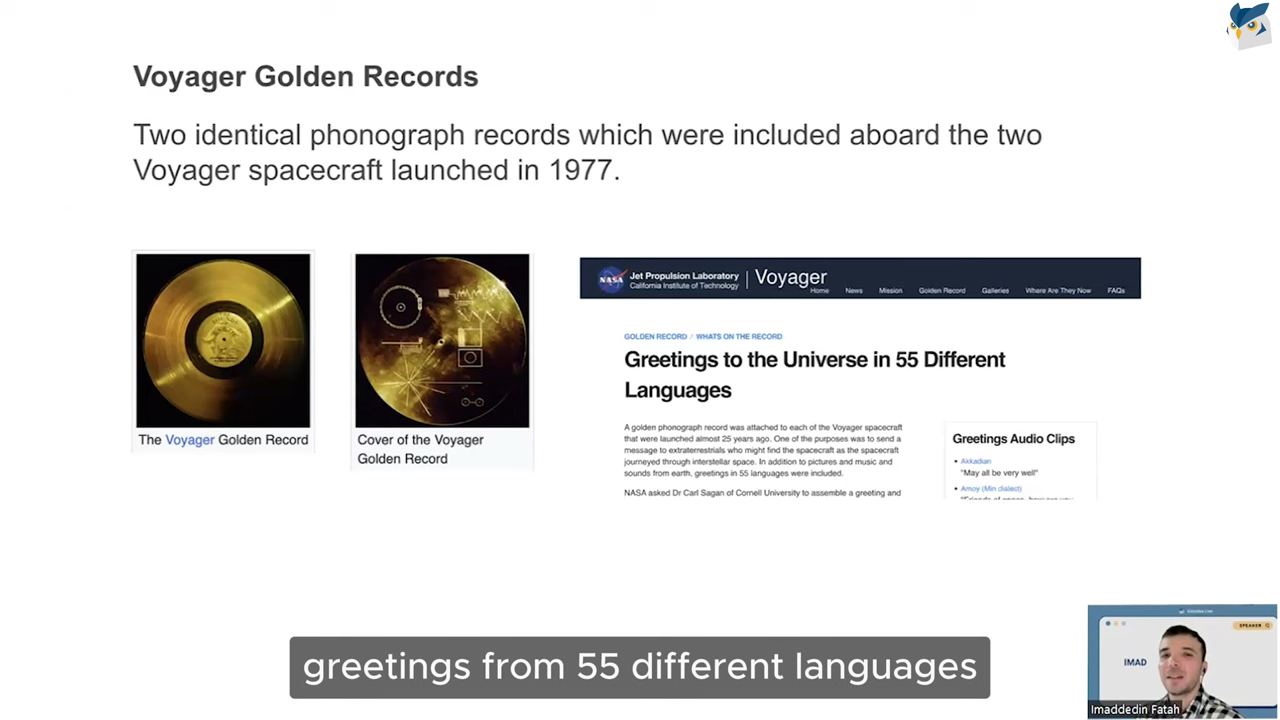 Voyager Golden Records
Two identical phonograph records which were included aboard the two
Voyager spacecraft launched in 1977.
The Voyager Golden Record
Cover of the Voyager
Golden Record
NASA
Jet Propulsion Laboratory
California Institute of Technology
Voyager
Home News Mission Golden Record Galleries Where Are They Now FAQs
GOLDEN RECORD / WHATS ON THE RECORD
Greetings to the Universe in 55 Different
Languages
A golden phonograph record was attached to each of the Voyager spacecraft
that were launched almost 25 years ago. One of the purposes was to send a
message to extraterrestrials who might find the spacecraft as the spacecraft
journeyed through interstellar space. In addition to pictures and music and
sounds from earth, greetings in 55 languages were included.
NASA asked Dr Carl Sagan of Cornell University to assemble a greeting and
Greetings Audio Clips
• Akkadian
"May all be very well"
• Amoy (Min dialect)
"Friends of space, how are you
greetings from 55 different languages
SPEAKER
IMAD
Imaddedin Fatah